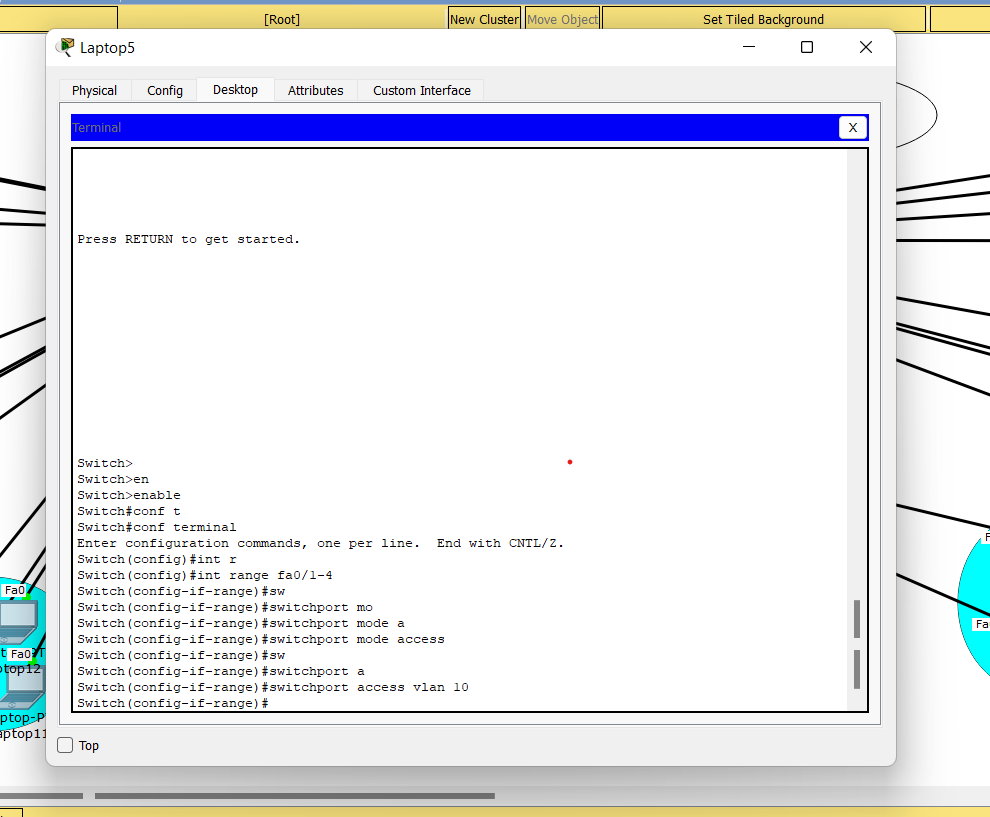 [Root]
New Cluster
Move Object
Set Tiled Background
Laptop5
Physical
Config
Desktop
Attributes
Custom Interface
Terminal
X
Press RETURN to get started.
Switch>
Switch>en
Switch>enable
Switch#conf t
Switch#conf terminal
Enter configuration commands, one per line.  End with CNTL/Z.
Switch(config)#int r
Switch(config)#int range fa0/1-4
Switch(config-if-range)#sw
Switch(config-if-range)#switchport mo
Switch(config-if-range)#switchport mode a
Switch(config-if-range)#switchport mode access
Switch(config-if-range)#sw
Switch(config-if-range)#switchport a
Switch(config-if-range)#switchport access vlan 10
Switch(config-if-range)#
Top
Fa0
Fa0
ptop12
ptop-P
aptop11
Fa